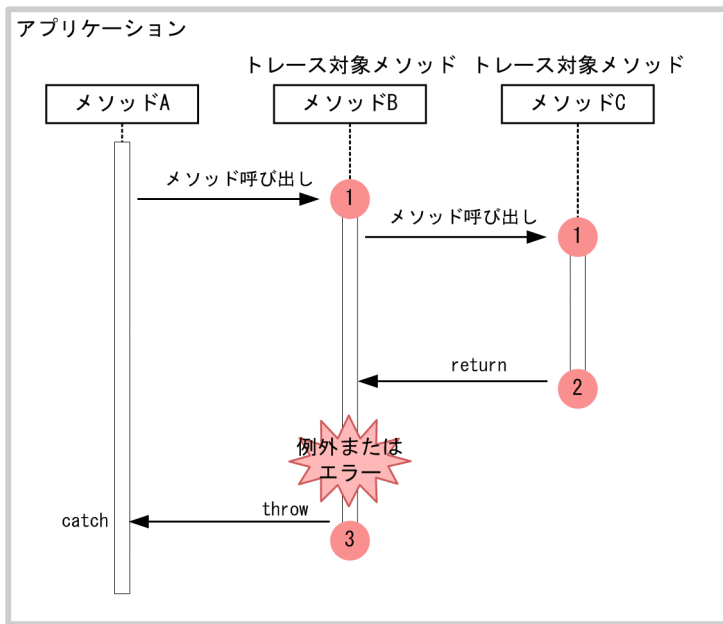 アプリケーション
トレース対象メソッド
トレース対象メソッド
メソッドA
メソッドB
メソッドC
メソッド呼び出し
1
メソッド呼び出し
1
return
2
例外または
エラー
throw
catch
3